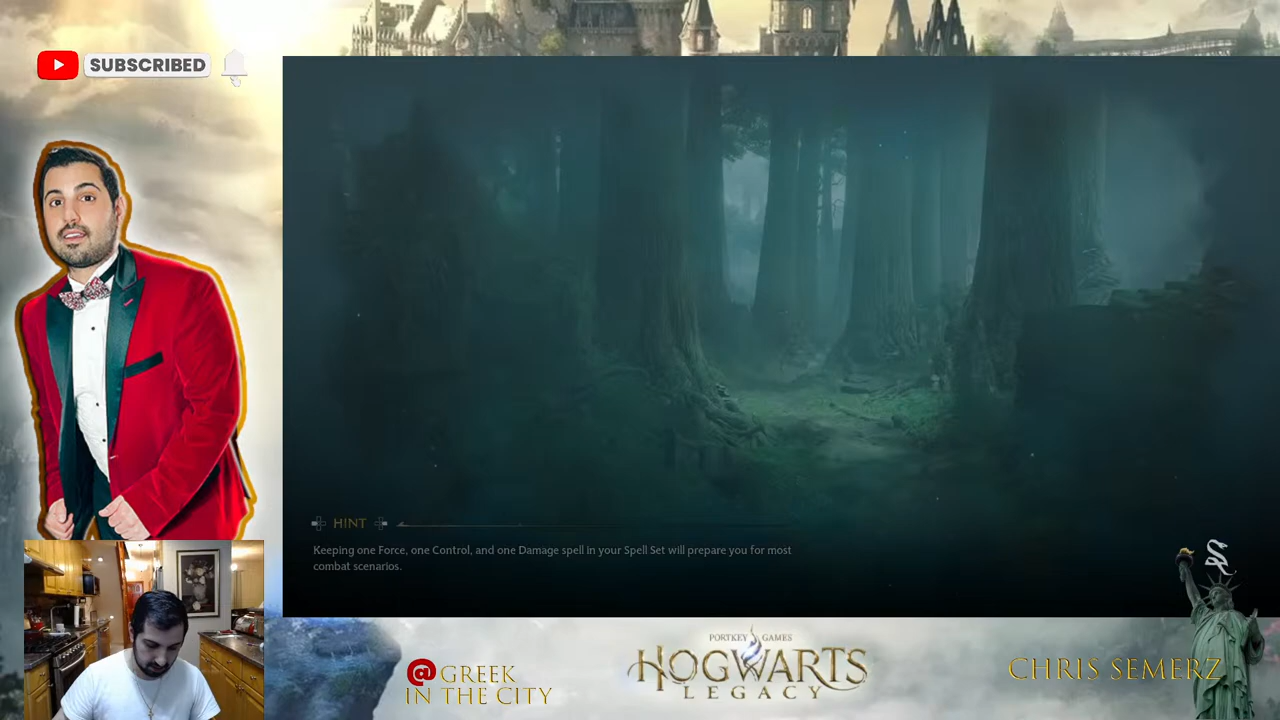 SUBSCRIBED
HINT
Keeping one Force, one Control, and one Damage spell in your Spell Set will prepare you for most
combat scenarios.
@GREEK
IN THE CITY
PORTKEY GAMES
HOGWARTS
LEGACY
CHRIS SEMERZ